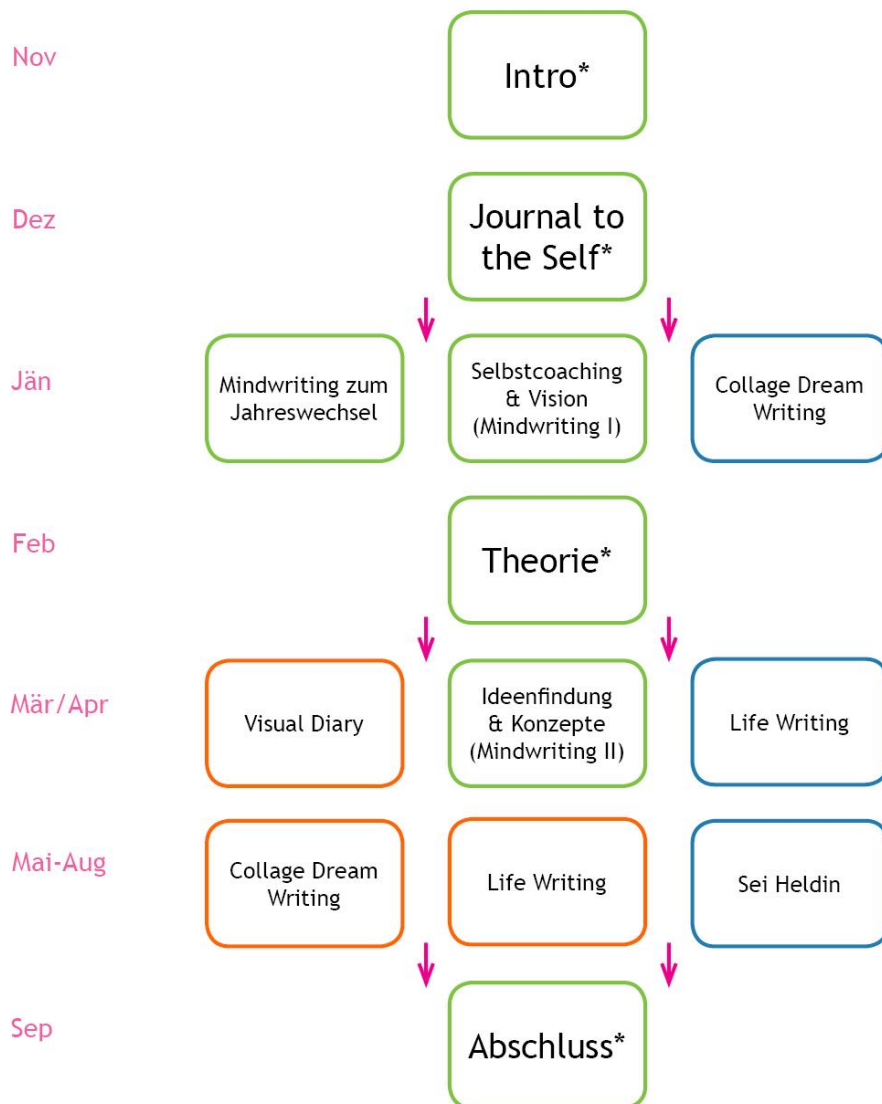 Nov
Intro*
Dez
Journal to
the Self*
Jän
Mindwriting zum
Jahreswechsel
Selbstcoaching
& Vision
(Mindwriting I)
Collage Dream
Writing
Feb
Theorie*
Mär/Apr
Visual Diary
Ideenfindung
& Konzepte
(Mindwriting II)
Life Writing
Mai-Aug
Collage Dream
Writing
Life Writing
Sei Heldin
Sep
Abschluss*